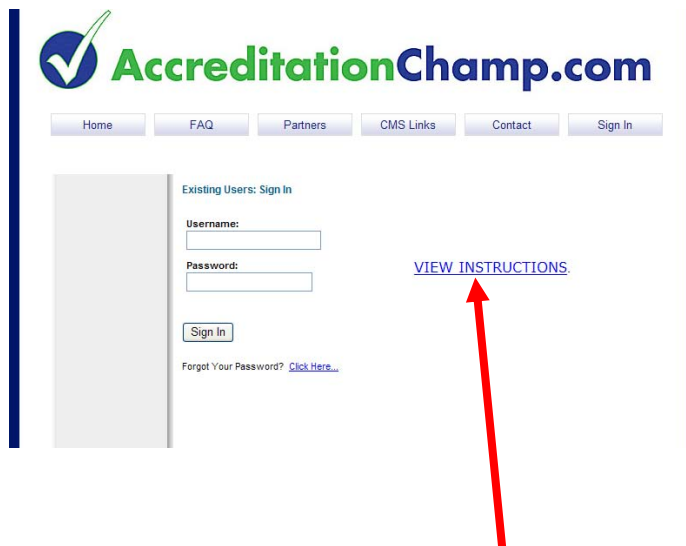 AccreditationChamp.com
Home FAQ Partners CMS Links Contact Sign In
Existing Users: Sign In
Username:
Password:
VIEW INSTRUCTIONS.
Sign In
Forgot Your Password? Click Here...